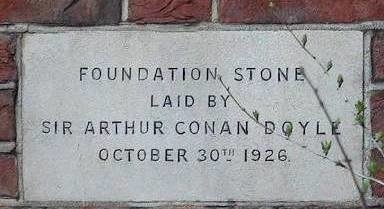 FOUNDATION STONE
LAID BY
SIR ARTHUR CONAN DOYLE
OCTOBER 30TH 1926.